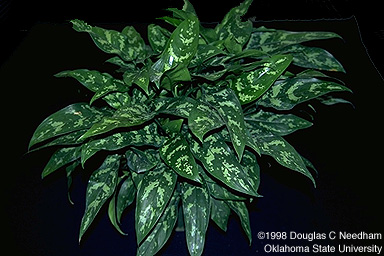 ©1998 Douglas C Needham
Oklahoma State University